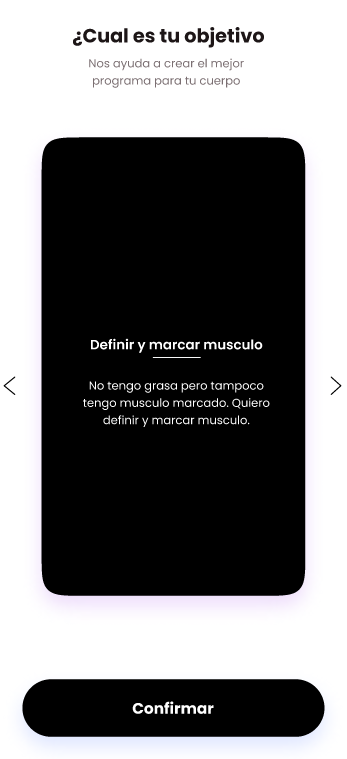 ¿Cual es tu objetivo
Nos ayuda a crear el mejor
programa para tu cuerpo
Definir y marcar musculo
No tengo grasa pero tampoco
tengo musculo marcado. Quiero
definir y marcar musculo.
Confirmar